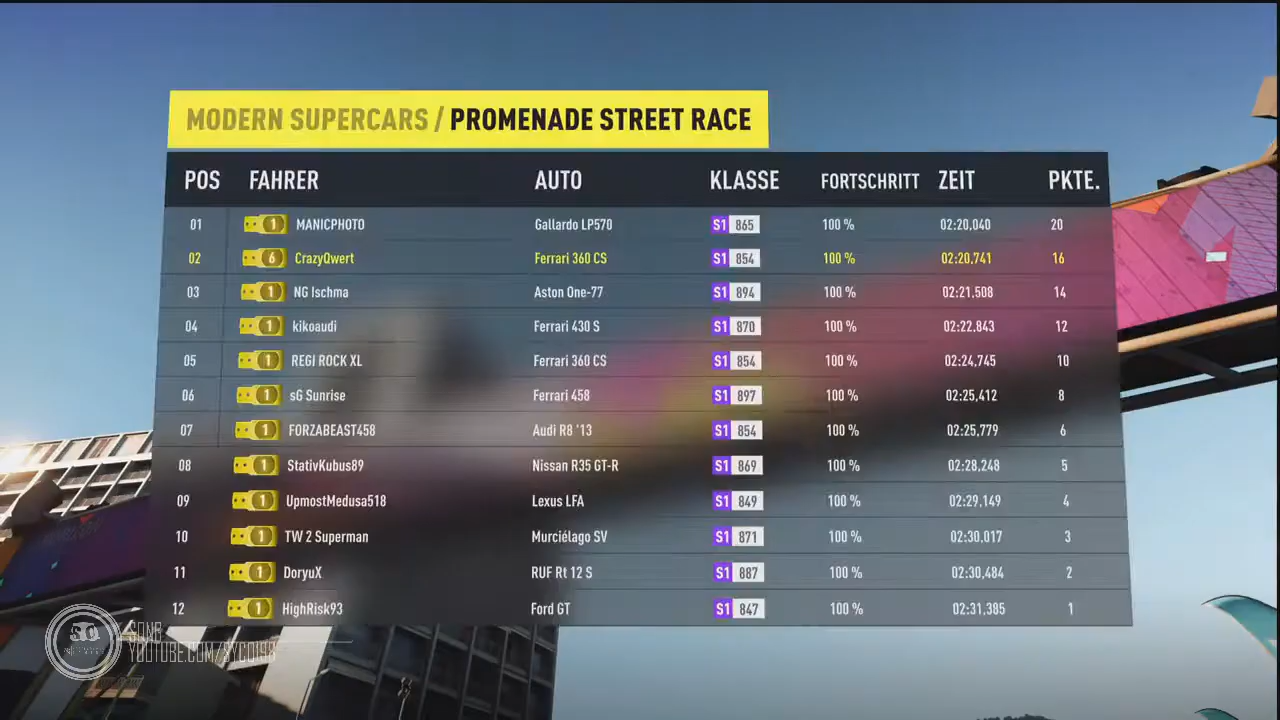 MODERN SUPERCARS / PROMENADE STREET RACE
POS FAHRER AUTO KLASSE FORTSCHRITT ZEIT PKTE.
01 1 MANICPHOTO Gallardo LP570 S1 865 100 % 02:20,040 20
02 6 CrazyQwert Ferrari 360 CS S1 854 100 % 02:20,741 16
03 1 NG Ischma Aston One-77 S1 894 100 % 02:21,508 14
04 1 kikoaudi Ferrari 430 S S1 870 100 % 02:22,843 12
05 1 REGI ROCK XL Ferrari 360 CS S1 854 100 % 02:24,745 10
06 1 sG Sunrise Ferrari 458 S1 897 100 % 02:25,412 8
07 1 FORZABEAST458 Audi R8 '13 S1 854 100 % 02:25,779 6
08 1 StativKubus89 Nissan R35 GT-R S1 869 100 % 02:28,248 5
09 1 UpmostMedusa518 Lexus LFA S1 849 100 % 02:29,149 4
10 1 TW 2 Superman Murciélago SV S1 871 100 % 02:30,017 3
11 1 DoryuX RUF Rt 12 S S1 887 100 % 02:30,484 2
12 1 HighRisk93 Ford GT S1 847 100 % 02:31,385 1